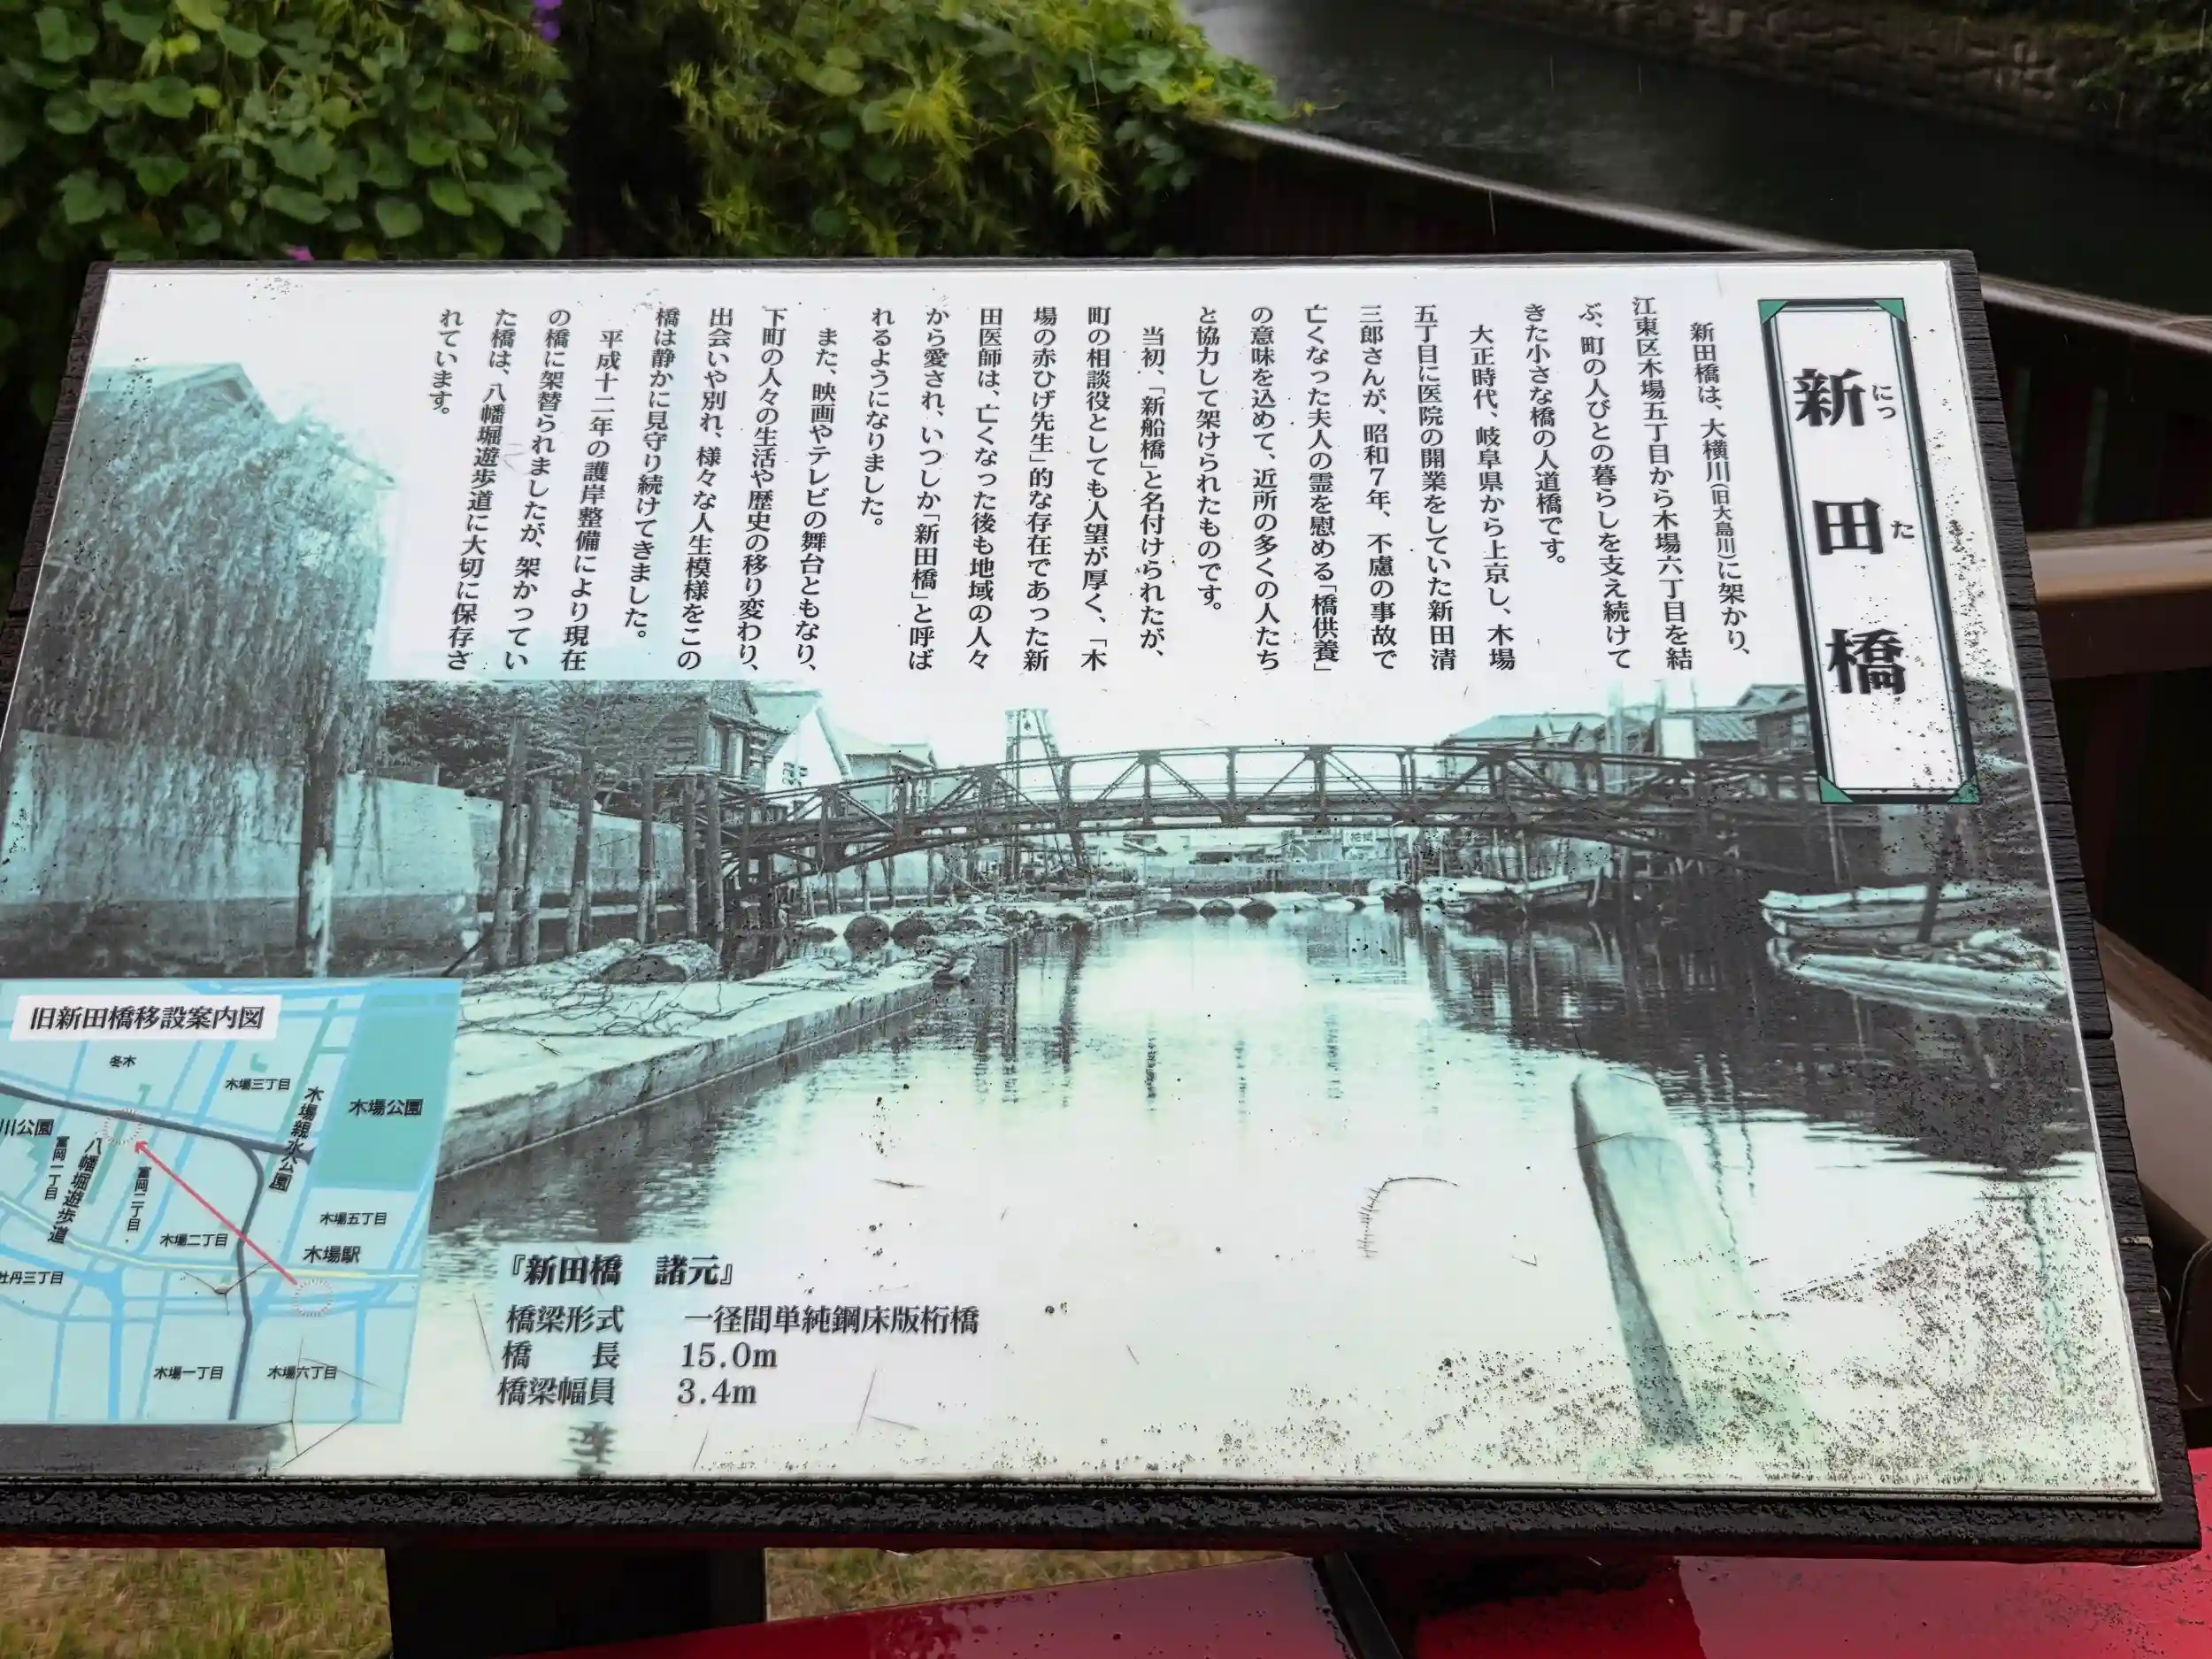 新田橋
にっ
た
新田橋は、大横川(旧大島川)に架かり、
江東区木場五丁目から木場六丁目を結
ぶ、町の人びとの暮らしを支え続けて
きた小さな橋の人道橋です。
大正時代、岐阜県から上京し、木場
五丁目に医院の開業をしていた新田清
三郎さんが、昭和7年、不慮の事故で
亡くなった夫人の霊を慰める「橋供養」
の意味を込めて、近所の多くの人たち
と協力して架けられたものです。
当初、「新船橋」と名付けられたが、
町の相談役としても人望が厚く、「木
場の赤ひげ先生」的な存在であった新
田医師は、亡くなった後も地域の人々
から愛され、いつしか「新田橋」と呼ば
れるようになりました。
また、映画やテレビの舞台ともなり、
下町の人々の生活や歴史の移り変わり、
出会いや別れ、様々な人生模様をこの
橋は静かに見守り続けてきました。
平成十二年の護岸整備により現在
の橋に架替られましたが、架かってい
た橋は、八幡堀遊歩道に大切に保存さ
れています。
旧新田橋移設案内図
冬木
木場三丁目
木場公園
木場親水公園
川公園
富岡一丁目
八幡堀遊歩道
富岡二丁目
木場五丁目
木場二丁目
木場駅
牡丹三丁目
木場一丁目
木場六丁目
『新田橋 諸元』
橋梁形式 一径間単純鋼床版桁橋
橋 長 15.0m
橋梁幅員 3.4m